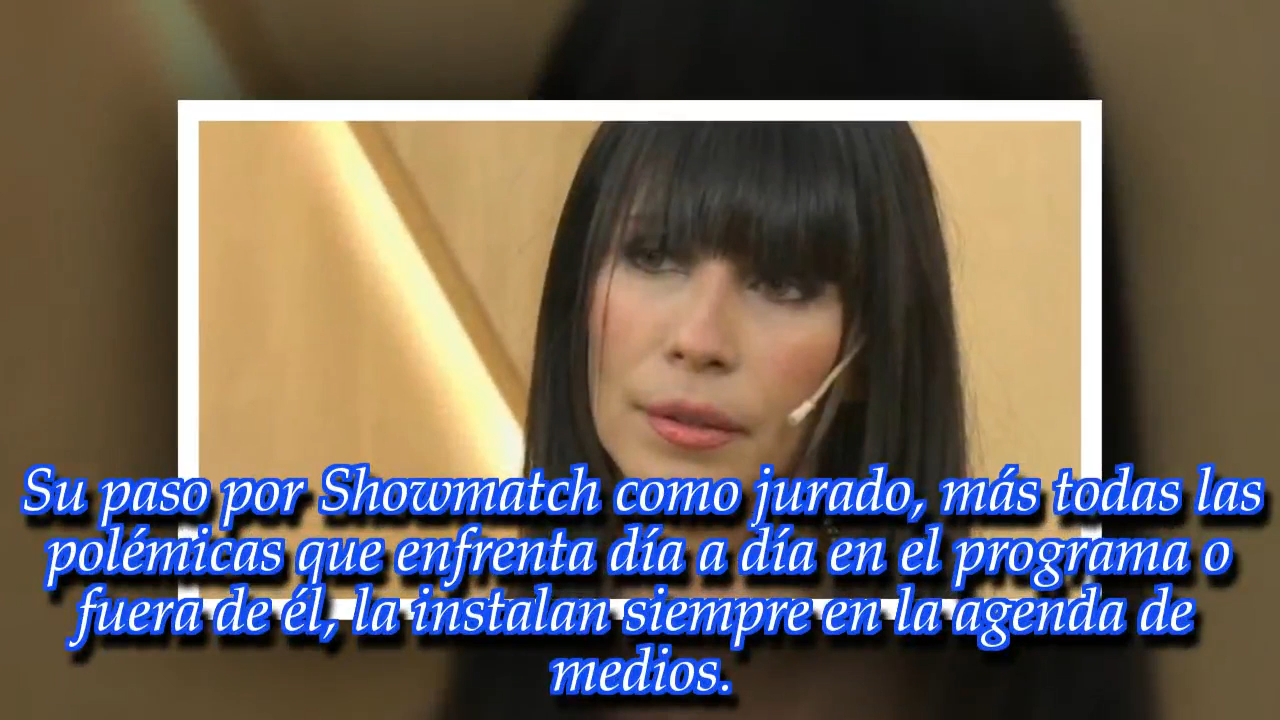 Su paso por Showmatch como jurado, más todas las
polémicas que enfrenta día a día en el programa o
fuera de él, la instalan siempre en la agenda de
medios.